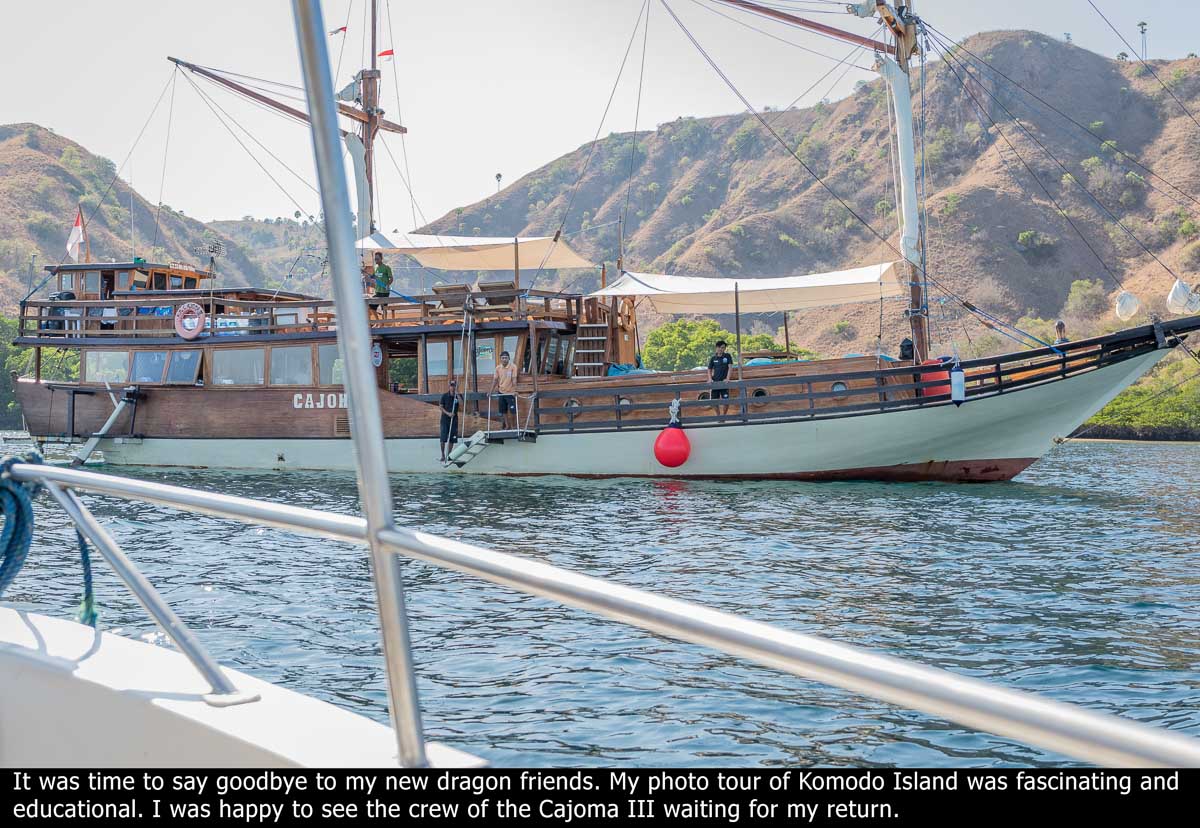 CAJOM
It was time to say goodbye to my new dragon friends. My photo tour of Komodo Island was fascinating and
educational. I was happy to see the crew of the Cajoma III waiting for my return.